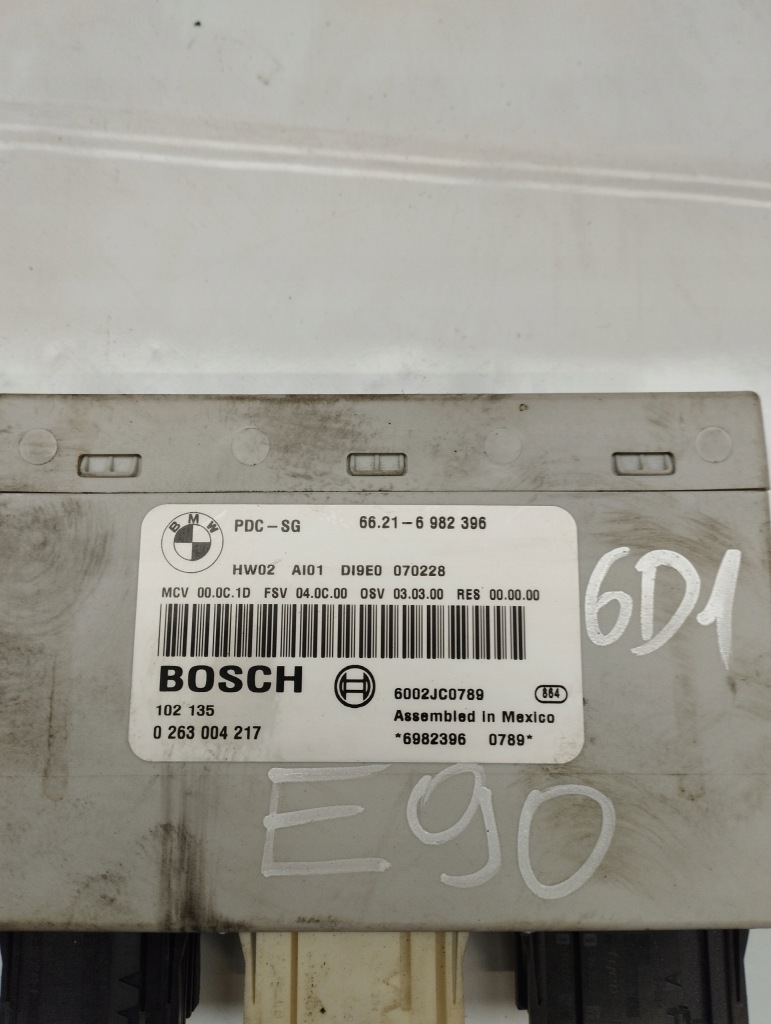 BMW
PDC-SG 66.21-6 982 396
HW02 AI01 DI9E0 070228
MCV 00.0C.1D FSV 04.0C.00 OSV 03.03.00 RES 00.00.00
BOSCH
6002JC0789 864
102 135 Assembled in Mexico
0 263 004 217 *6982396 0789*
6D1
E90